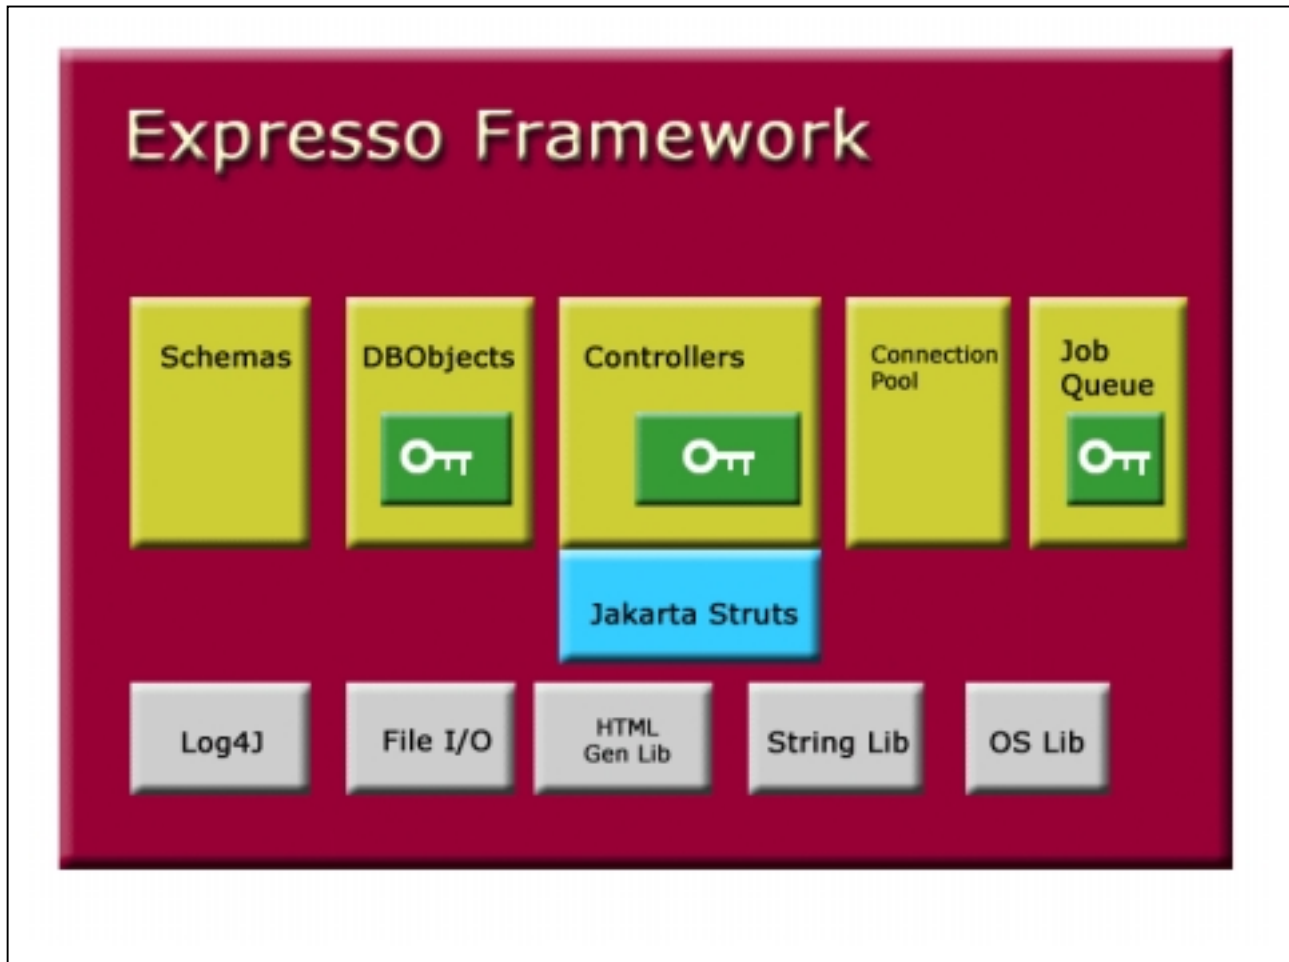 Expresso Framework
Schemas
DBObjects
Controllers
Connection
Pool
Job
Queue
Jakarta Struts
Log4J
File I/O
HTML
Gen Lib
String Lib
OS Lib